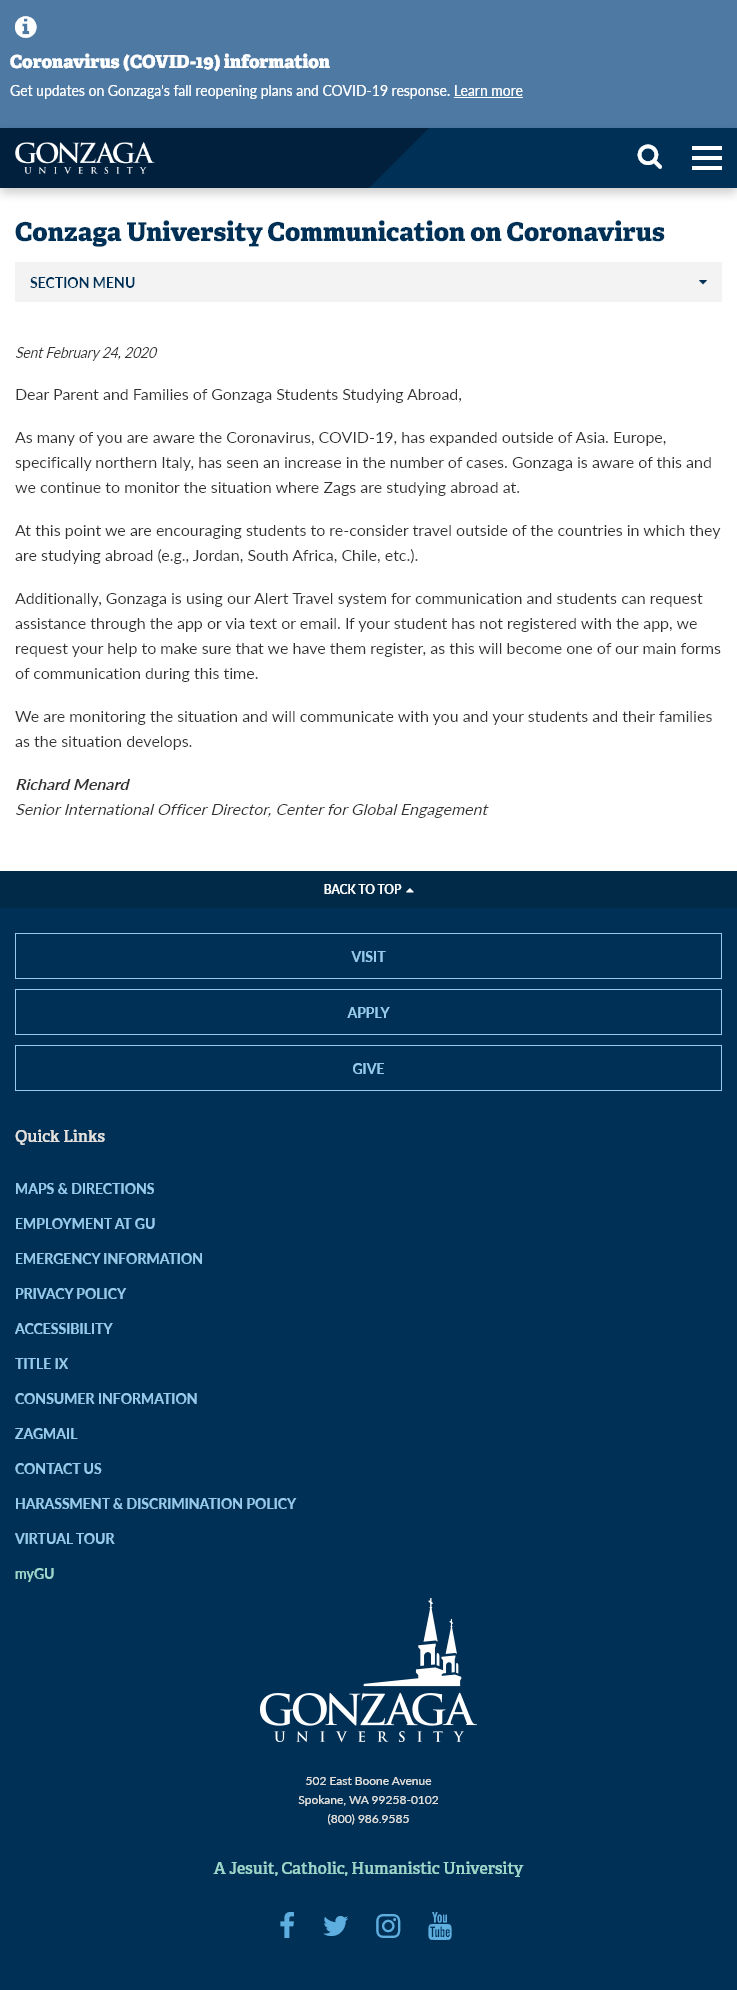 Coronavirus (COVID-19) information
Get updates on Gonzaga's fall reopening plans and COVID-19 response. Learn more
GONZAGA
UNIVERSITY
Conzaga University Communication on Coronavirus
SECTION MENU
Sent February 24, 2020
Dear Parent and Families of Gonzaga Students Studying Abroad,
As many of you are aware the Coronavirus, COVID-19, has expanded outside of Asia. Europe,
specifically northern Italy, has seen an increase in the number of cases. Gonzaga is aware of this and
we continue to monitor the situation where Zags are studying abroad at.
At this point we are encouraging students to re-consider travel outside of the countries in which they
are studying abroad (e.g., Jordan, South Africa, Chile, etc.).
Additionally, Gonzaga is using our Alert Travel system for communication and students can request
assistance through the app or via text or email. If your student has not registered with the app, we
request your help to make sure that we have them register, as this will become one of our main forms
of communication during this time.
We are monitoring the situation and will communicate with you and your students and their families
as the situation develops.
Richard Menard
Senior International Officer Director, Center for Global Engagement
BACK TO TOP
VISIT
APPLY
GIVE
Quick Links
MAPS & DIRECTIONS
EMPLOYMENT AT GU
EMERGENCY INFORMATION
PRIVACY POLICY
ACCESSIBILITY
TITLE IX
CONSUMER INFORMATION
ZAGMAIL
CONTACT US
HARASSMENT & DISCRIMINATION POLICY
VIRTUAL TOUR
myGU
GONZAGA
UNIVERSITY
502 East Boone Avenue
Spokane, WA 99258-0102
(800) 986.9585
A Jesuit, Catholic, Humanistic University
You
Tube